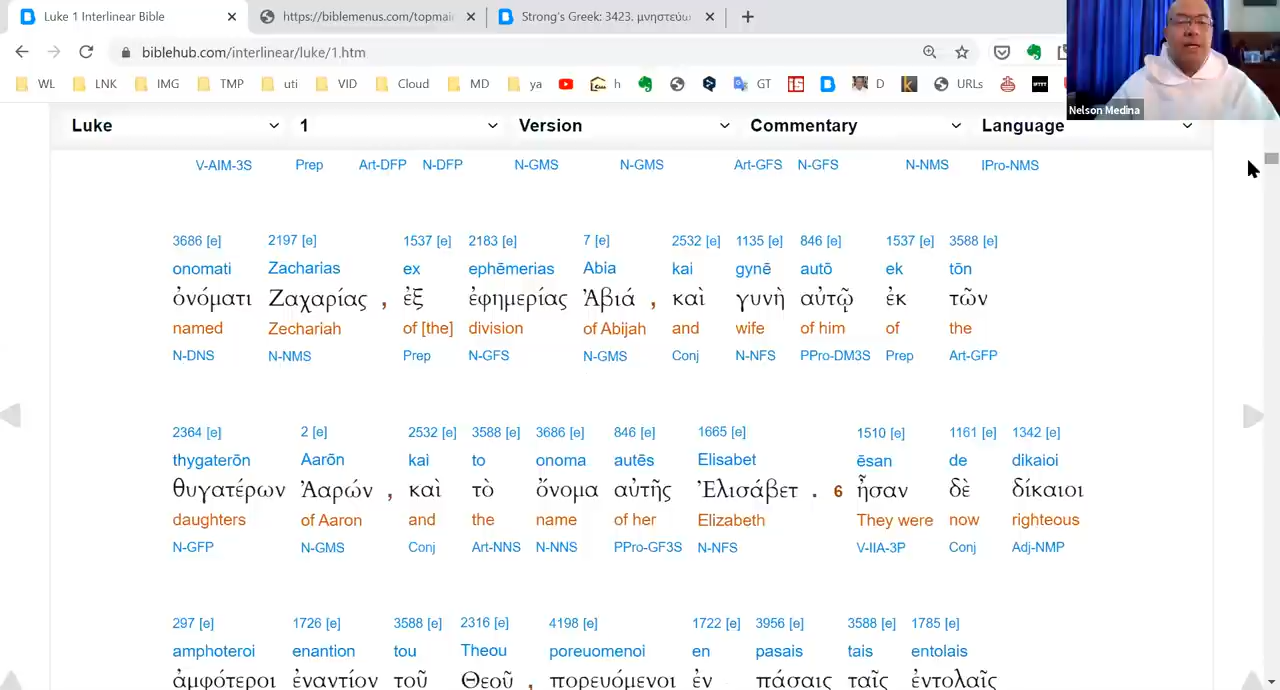 Luke 1 Interlinear Bible
https://biblemenus.com/topmai
Strong's Greek: 3423. μνηστεύω
biblehub.com/interlinear/luke/1.htm
WL LNK IMG TMP uti VID Cloud MD ya h GT D URLs
Nelson Medina
Luke 1 Version Commentary Language
V-AIM-3S Prep Art-DFP N-DFP N-GMS N-GMS Art-GFS N-GFS N-NMS IPro-NMS
3686 [e] 2197 [e] 1537 [e] 2183 [e] 7 [e] 2532 [e] 1135 [e] 846 [e] 1537 [e] 3588 [e]
onomati Zacharias ex ephēmerias Abia kai gynē autō ek tōn
ὀνόματι Ζαχαρίας , ἐξ ἐφημερίας Ἀβιά , καὶ γυνὴ αὐτῷ ἐκ τῶν
named Zechariah of [the] division of Abijah and wife of him of the
N-DNS N-NMS Prep N-GFS N-GMS Conj N-NFS PPro-DM3S Prep Art-GFP
2364 [e] 2 [e] 2532 [e] 3588 [e] 3686 [e] 846 [e] 1665 [e] 1510 [e] 1161 [e] 1342 [e]
thygaterōn Aarōn kai to onoma autēs Elisabet ēsan de dikaioi
θυγατέρων Ἀαρών , καὶ τὸ ὄνομα αὐτῆς Ἐλισάβετ . 6 ἦσαν δὲ δίκαιοι
daughters of Aaron and the name of her Elizabeth They were now righteous
N-GFP N-GMS Conj Art-NNS N-NNS PPro-GF3S N-NFS V-IIA-3P Conj Adj-NMP
297 [e] 1726 [e] 3588 [e] 2316 [e] 4198 [e] 1722 [e] 3956 [e] 3588 [e] 1785 [e]
amphoteroi enantion tou Theou poreuomenoi en pasais tais entolais
ἀμφότεροι ἐναντίον τοῦ Θεοῦ , πορευόμενοι ἐν πάσαις ταῖς ἐντολαῖς